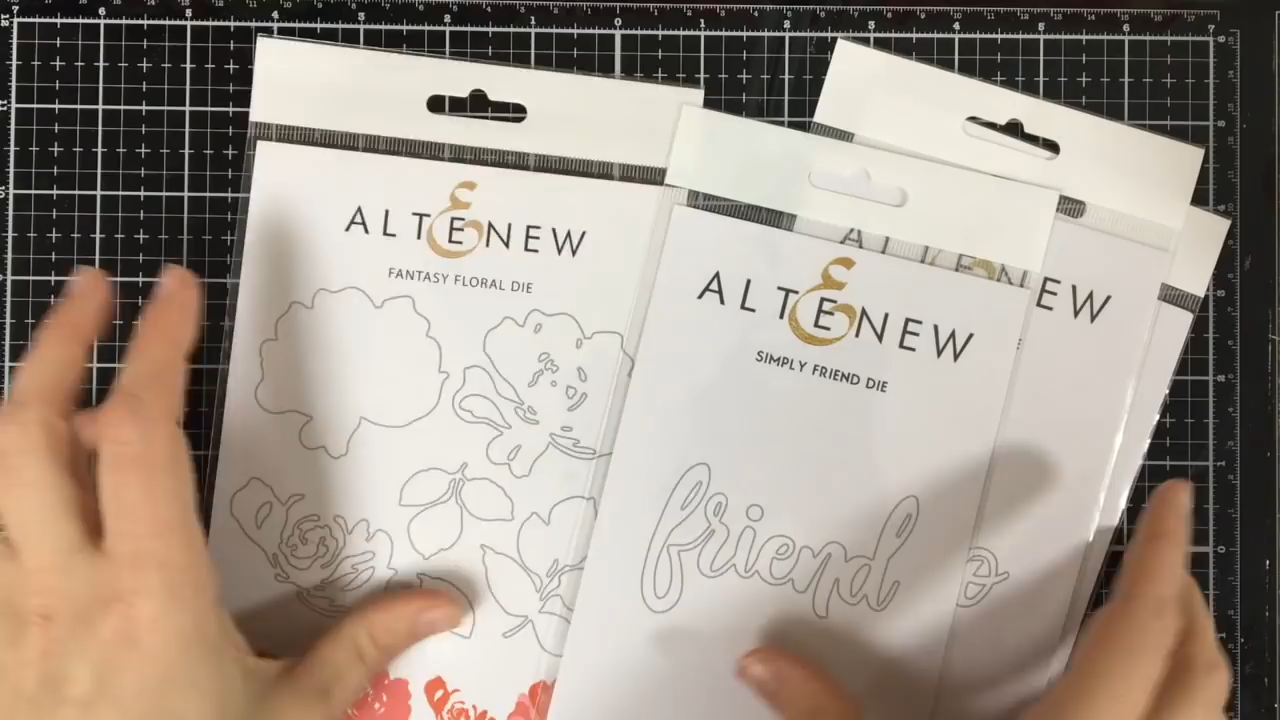 ALTENEW
FANTASY FLORAL DIE
ALTENEW
SIMPLY FRIEND DIE
friend
EW
o